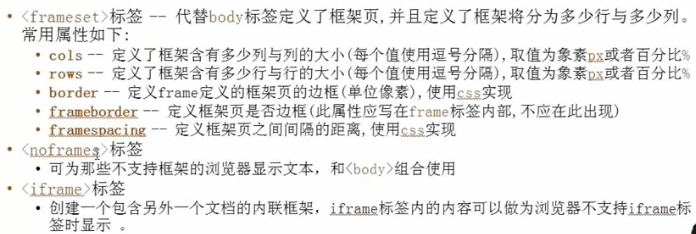 • <frameset>标签 -- 代替body标签定义了框架页,并且定义了框架将分为多少行与多少列。
常用属性如下:
• cols -- 定义了框架含有多少列与列的大小(每个值使用逗号分隔),取值为象素px或者百分比%
• rows -- 定义了框架含有多少行与行的大小(每个值使用逗号分隔),取值为象素px或者百分比%
• border -- 定义frame定义的框架页的边框(单位像素),使用css实现
• frameborder -- 定义框架页是否边框(此属性应写在frame标签内部,不应在此出现)
• framespacing -- 定义框架页之间间隔的距离,使用css实现
• <noframes>标签
• 可为那些不支持框架的浏览器显示文本，和<body>组合使用
• <iframe>标签
• 创建一个包含另外一个文档的内联框架，iframe标签内的内容可以做为浏览器不支持iframe标
签时显示 。